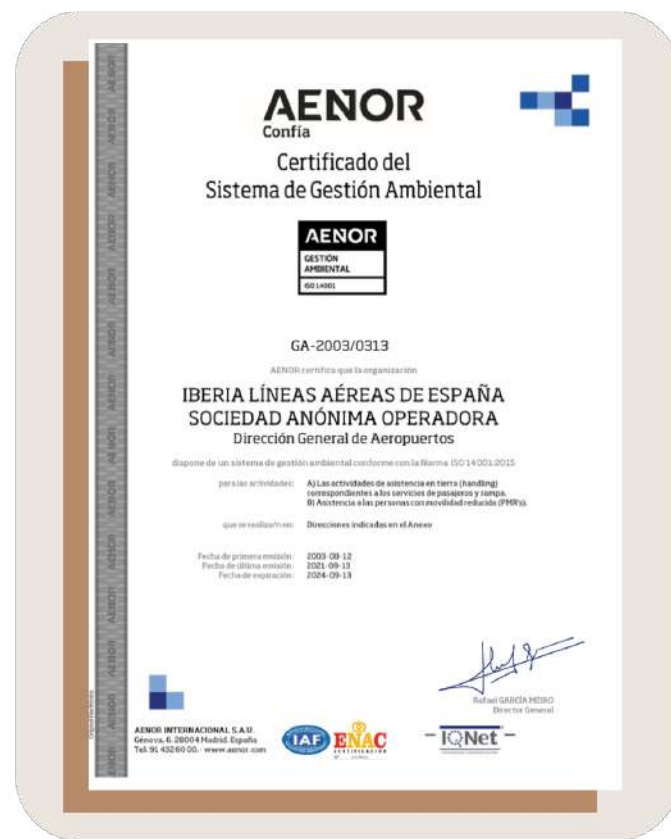 AENOR
Confía
Certificado del
Sistema de Gestión Ambiental
AENOR
GESTIÓN
AMBIENTAL
ISO 14001
GA-2003/0313
AENOR certifica que la organización
IBERIA LÍNEAS AÉREAS DE ESPAÑA
SOCIEDAD ANÓNIMA OPERADORA
Dirección General de Aeropuertos
dispone de un sistema de gestión ambiental conforme con la Norma ISO 14001:2015
para las actividades: A) Las actividades de asistencia en tierra (handling)
correspondientes a los servicios de pasajeros y rampa.
B) Asistencia a las personas con movilidad reducida (PMR's).
que se realiza/n en: Direcciones indicadas en el Anexo
Fecha de primera emisión: 2003-08-12
Fecha de última emisión: 2021-09-13
Fecha de expiración: 2024-09-13
Rafael GARCÍA MEIRO
Director General
AENOR INTERNACIONAL S.A.U.
Génova, 6. 28004 Madrid. España
Tel. 91 432 60 00.- www.aenor.com
IAF
ENAC
CERTIFICACIÓN
IQNet